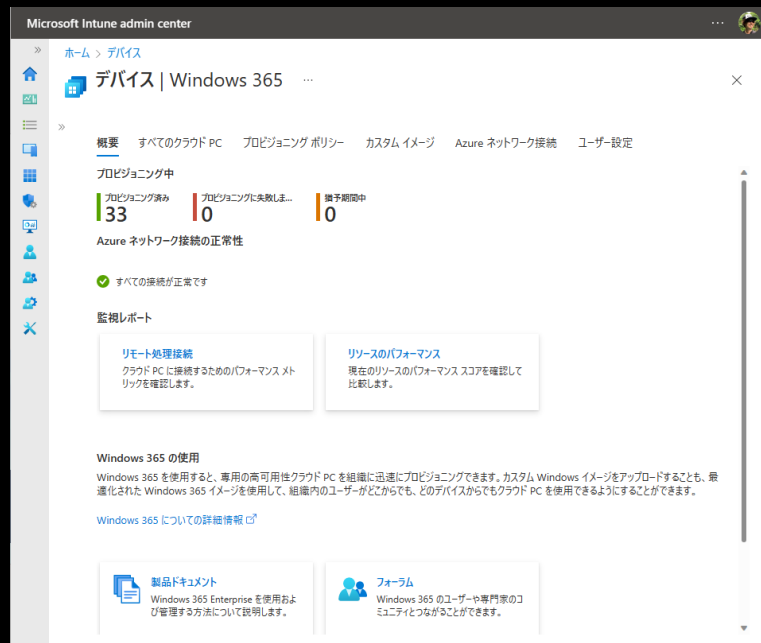 Microsoft Intune admin center
ホーム > デバイス
デバイス | Windows 365
概要 すべてのクラウド PC プロビジョニング ポリシー カスタム イメージ Azure ネットワーク接続 ユーザー設定
プロビジョニング中
プロビジョニング済み プロビジョニングに失敗しま... 猶予期間中
33 0 0
Azure ネットワーク接続の正常性
すべての接続が正常です
監視レポート
リモート処理接続
クラウド PC に接続するためのパフォーマンス メト
リックを確認します。
リソースのパフォーマンス
現在のリソースのパフォーマンス スコアを確認して
比較します。
Windows 365 の使用
Windows 365 を使用すると、専用の高可用性クラウド PC を組織に迅速にプロビジョニングできます。カスタム Windows イメージをアップロードすることも、最
適化された Windows 365 イメージを使用して、組織内のユーザーがどこからでも、どのデバイスからでもクラウド PC を使用できるようにすることができます。
Windows 365 についての詳細情報
製品ドキュメント
Windows 365 Enterprise を使用およ
び管理する方法について説明します。
フォーラム
Windows 365 のユーザーや専門家のコ
ミュニティとつながることができます。